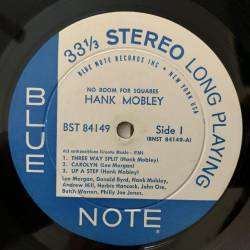 33⅓ STEREO LONG PLAYING
BLUE NOTE RECORDS INC • NEW YORK USA
NO ROOM FOR SQUARES
HANK MOBLEY
BST 84149
Side 1
(BNST 84149-A)
All compositions
1. THREE WAY SPLIT (Hank Mobley)
2. CAROLYN (Lee Morgan)
3. UP A STEP (Hank Mobley)
Lee Morgan, Donald Byrd, Hank Mobley,
Andrew Hill, Herbie Hancock, John Ore,
Butch Warren, Philly Joe Jones.
BLUE
NOTE